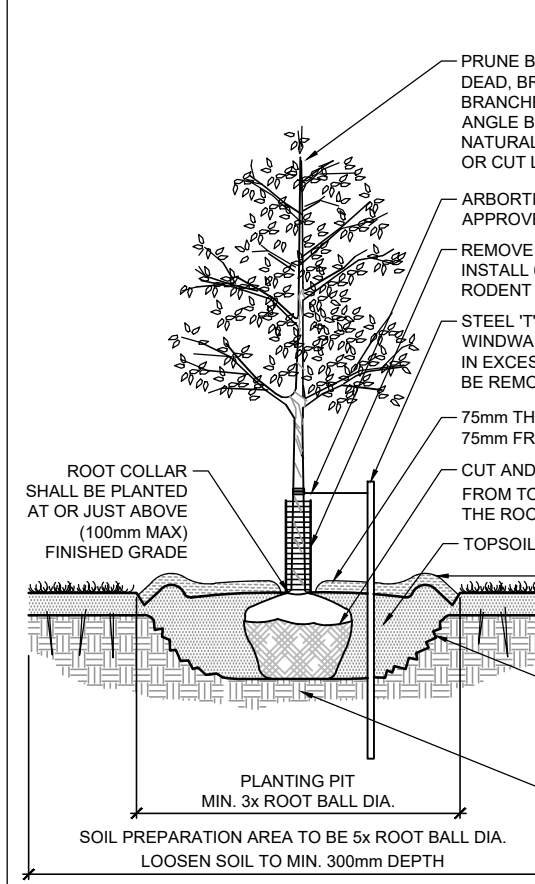 PRUNE B
DEAD, BR
BRANCHE
ANGLE B
NATURAL
OR CUT L
ARBORT
APPROVE
REMOVE
INSTALL
RODENT
STEEL 'T'
WINDWA
IN EXCES
BE REMO
75mm TH
75mm FR
CUT AND
FROM TO
THE ROO
TOPSOIL
ROOT COLLAR
SHALL BE PLANTED
AT OR JUST ABOVE
(100mm MAX)
FINISHED GRADE
PLANTING PIT
MIN. 3x ROOT BALL DIA.
SOIL PREPARATION AREA TO BE 5x ROOT BALL DIA.
LOOSEN SOIL TO MIN. 300mm DEPTH